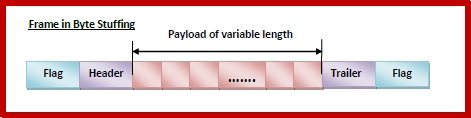 Frame in Byte Stuffing
Payload of variable length
Flag Header ....... Trailer Flag